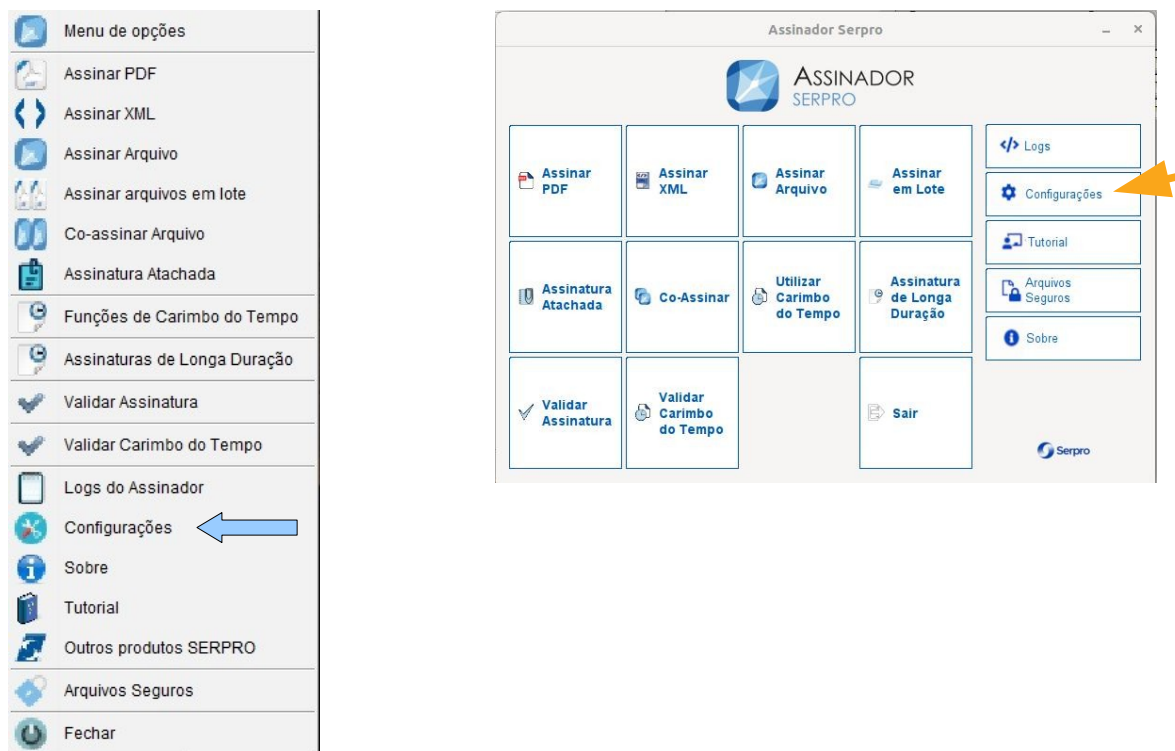 Menu de opções
Assinar PDF
Assinar XML
Assinar Arquivo
Assinar arquivos em lote
Co-assinar Arquivo
Assinatura Atachada
Funções de Carimbo do Tempo
Assinaturas de Longa Duração
Validar Assinatura
Validar Carimbo do Tempo
Logs do Assinador
Configurações
Sobre
Tutorial
Outros produtos SERPRO
Arquivos Seguros
Fechar
Assinador Serpro
ASSINADOR
SERPRO
Assinar
PDF
Assinar
XML
Assinar
Arquivo
Assinar
em Lote
Assinatura
Atachada
Co-Assinar
Utilizar
Carimbo
do Tempo
Assinatura
de Longa
Duração
Validar
Assinatura
Validar
Carimbo
do Tempo
Sair
Logs
Configurações
Tutorial
Arquivos
Seguros
Sobre
Serpro